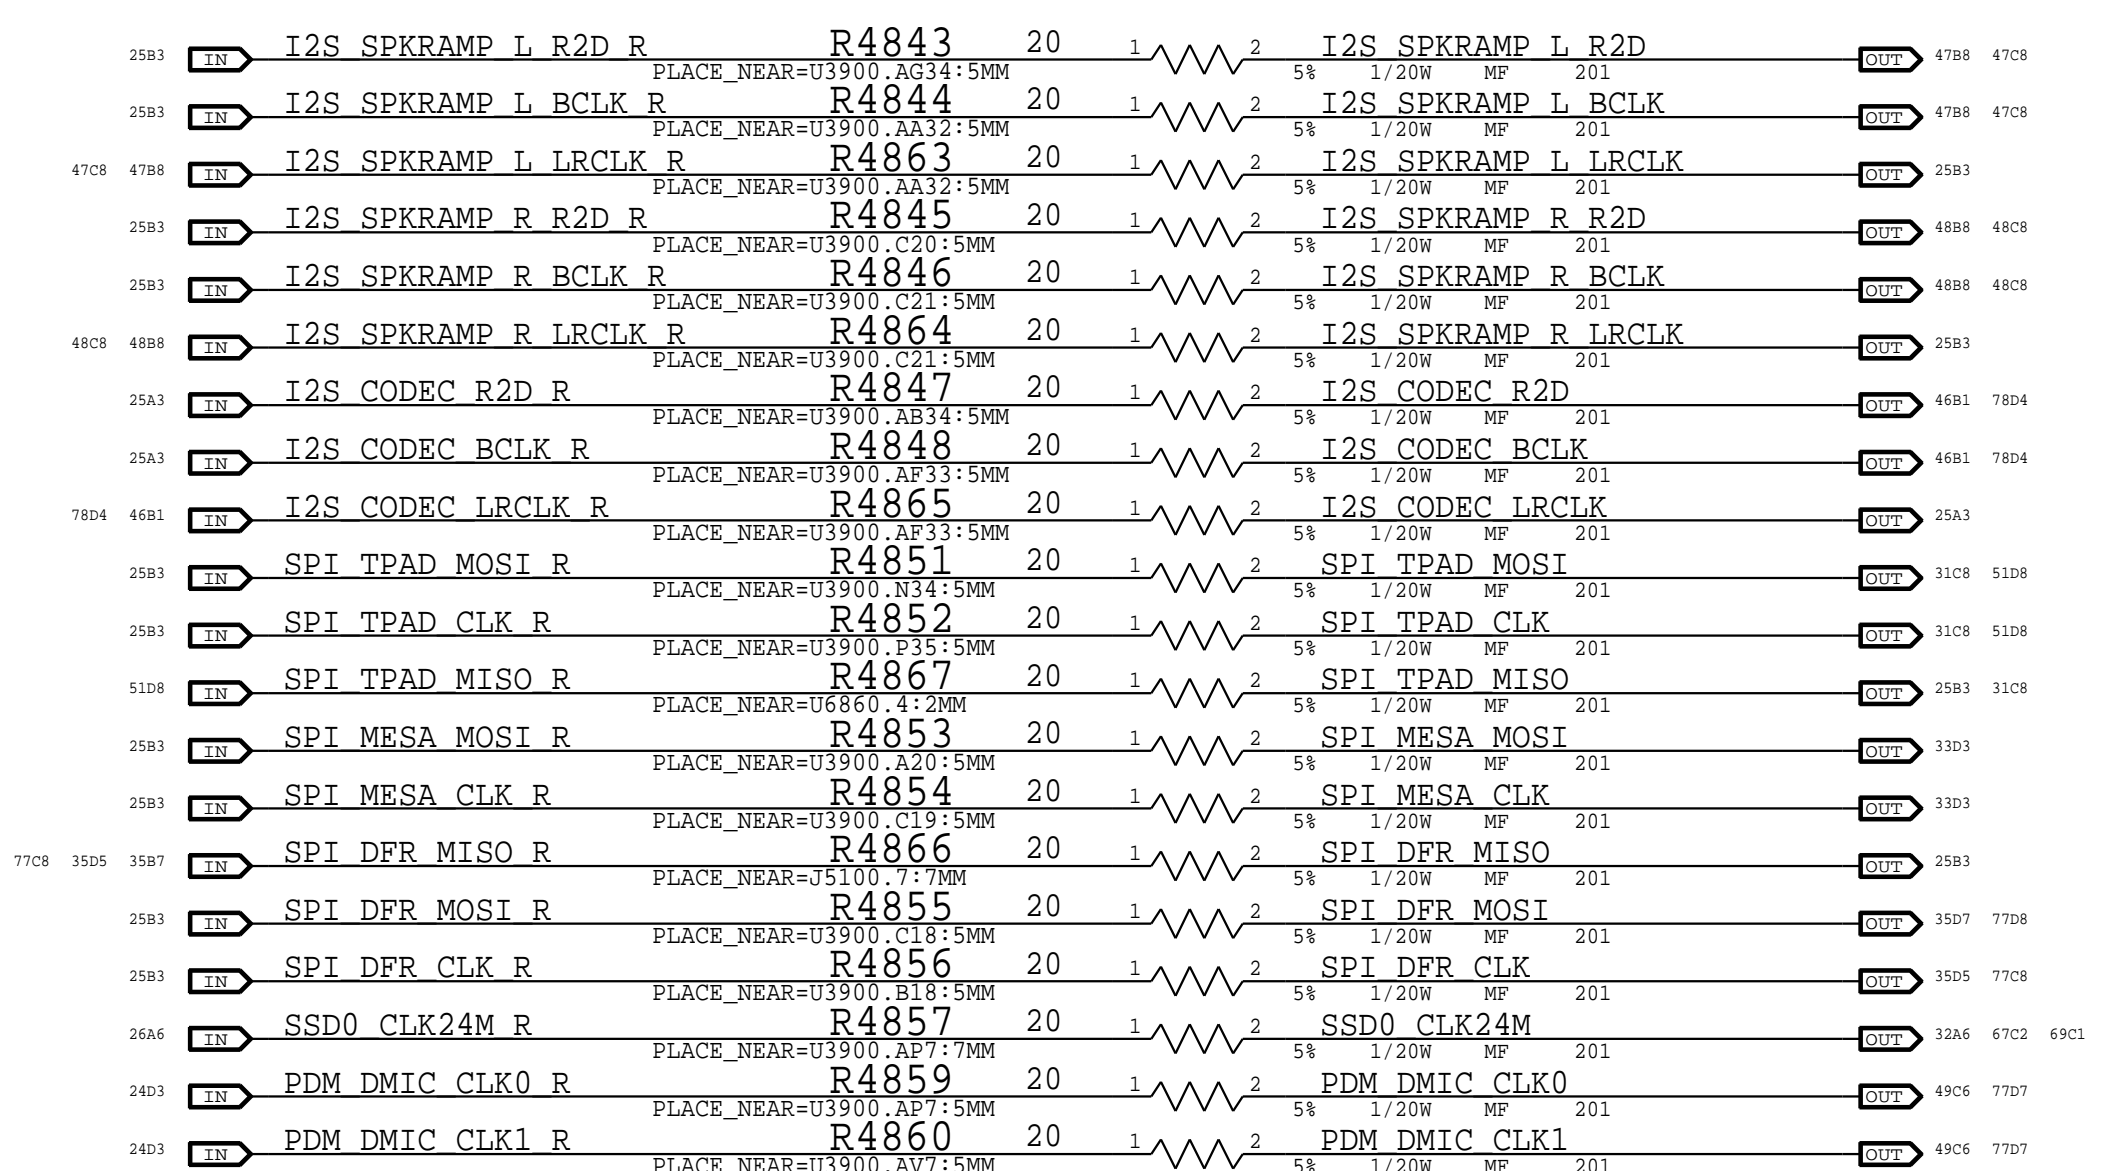 25B3 IN I2S_SPKRAMP_L_R2D_R R4843 20 1 2 I2S_SPKRAMP_L_R2D OUT 47B8 47C8
PLACE_NEAR=U3900.AG34:5MM 5% 1/20W MF 201
25B3 IN I2S_SPKRAMP_L_BCLK_R R4844 20 1 2 I2S_SPKRAMP_L_BCLK OUT 47B8 47C8
PLACE_NEAR=U3900.AA32:5MM 5% 1/20W MF 201
47C8 47B8 IN I2S_SPKRAMP_L_LRCLK_R R4863 20 1 2 I2S_SPKRAMP_L_LRCLK OUT 25B3
PLACE_NEAR=U3900.AA32:5MM 5% 1/20W MF 201
25B3 IN I2S_SPKRAMP_R_R2D_R R4845 20 1 2 I2S_SPKRAMP_R_R2D OUT 48B8 48C8
PLACE_NEAR=U3900.C20:5MM 5% 1/20W MF 201
25B3 IN I2S_SPKRAMP_R_BCLK_R R4846 20 1 2 I2S_SPKRAMP_R_BCLK OUT 48B8 48C8
PLACE_NEAR=U3900.C21:5MM 5% 1/20W MF 201
48C8 48B8 IN I2S_SPKRAMP_R_LRCLK_R R4864 20 1 2 I2S_SPKRAMP_R_LRCLK OUT 25B3
PLACE_NEAR=U3900.C21:5MM 5% 1/20W MF 201
25A3 IN I2S_CODEC_R2D_R R4847 20 1 2 I2S_CODEC_R2D OUT 46B1 78D4
PLACE_NEAR=U3900.AB34:5MM 5% 1/20W MF 201
25A3 IN I2S_CODEC_BCLK_R R4848 20 1 2 I2S_CODEC_BCLK OUT 46B1 78D4
PLACE_NEAR=U3900.AF33:5MM 5% 1/20W MF 201
78D4 46B1 IN I2S_CODEC_LRCLK_R R4865 20 1 2 I2S_CODEC_LRCLK OUT 25A3
PLACE_NEAR=U3900.AF33:5MM 5% 1/20W MF 201
25B3 IN SPI_TPAD_MOSI_R R4851 20 1 2 SPI_TPAD_MOSI OUT 31C8 51D8
PLACE_NEAR=U3900.N34:5MM 5% 1/20W MF 201
25B3 IN SPI_TPAD_CLK_R R4852 20 1 2 SPI_TPAD_CLK OUT 31C8 51D8
PLACE_NEAR=U3900.P35:5MM 5% 1/20W MF 201
51D8 IN SPI_TPAD_MISO_R R4867 20 1 2 SPI_TPAD_MISO OUT 25B3 31C8
PLACE_NEAR=U6860.4:2MM 5% 1/20W MF 201
25B3 IN SPI_MESA_MOSI_R R4853 20 1 2 SPI_MESA_MOSI OUT 33D3
PLACE_NEAR=U3900.A20:5MM 5% 1/20W MF 201
25B3 IN SPI_MESA_CLK_R R4854 20 1 2 SPI_MESA_CLK OUT 33D3
PLACE_NEAR=U3900.C19:5MM 5% 1/20W MF 201
77C8 35D5 35B7 IN SPI_DFR_MISO_R R4866 20 1 2 SPI_DFR_MISO OUT 25B3
PLACE_NEAR=J5100.7:7MM 5% 1/20W MF 201
25B3 IN SPI_DFR_MOSI_R R4855 20 1 2 SPI_DFR_MOSI OUT 35D7 77D8
PLACE_NEAR=U3900.C18:5MM 5% 1/20W MF 201
25B3 IN SPI_DFR_CLK_R R4856 20 1 2 SPI_DFR_CLK OUT 35D5 77C8
PLACE_NEAR=U3900.B18:5MM 5% 1/20W MF 201
26A6 IN SSD0_CLK24M_R R4857 20 1 2 SSD0_CLK24M OUT 32A6 67C2 69C1
PLACE_NEAR=U3900.AP7:7MM 5% 1/20W MF 201
24D3 IN PDM_DMIC_CLK0_R R4859 20 1 2 PDM_DMIC_CLK0 OUT 49C6 77D7
PLACE_NEAR=U3900.AP7:5MM 5% 1/20W MF 201
24D3 IN PDM_DMIC_CLK1_R R4860 20 1 2 PDM_DMIC_CLK1 OUT 49C6 77D7
PLACE_NEAR=U3900.AV7:5MM 5% 1/20W MF 201